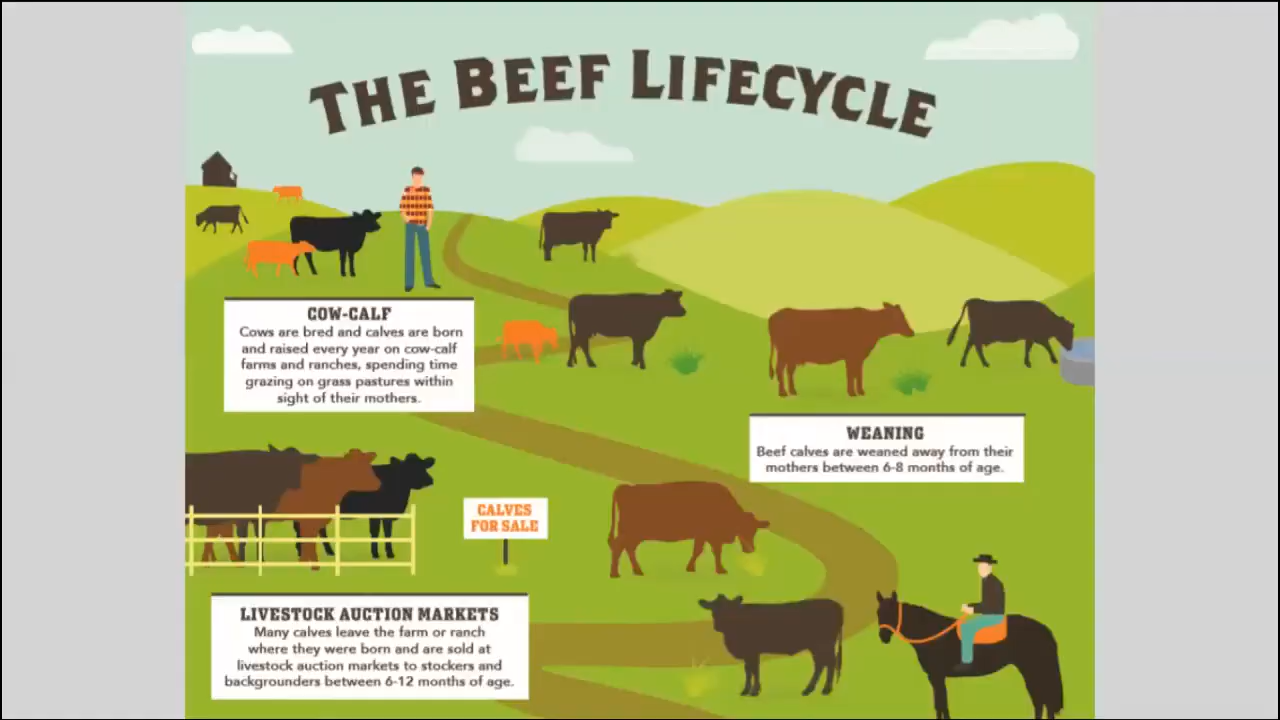 THE BEEF LIFECYCLE
COW-CALF
Cows are bred and calves are born
and raised every year on cow-calf
farms and ranches, spending time
grazing on grass pastures within
sight of their mothers.
WEANING
Beef calves are weaned away from their
mothers between 6-8 months of age.
CALVES
FOR SALE
LIVESTOCK AUCTION MARKETS
Many calves leave the farm or ranch
where they were born and are sold at
livestock auction markets to stockers and
backgrounders between 6-12 months of age.